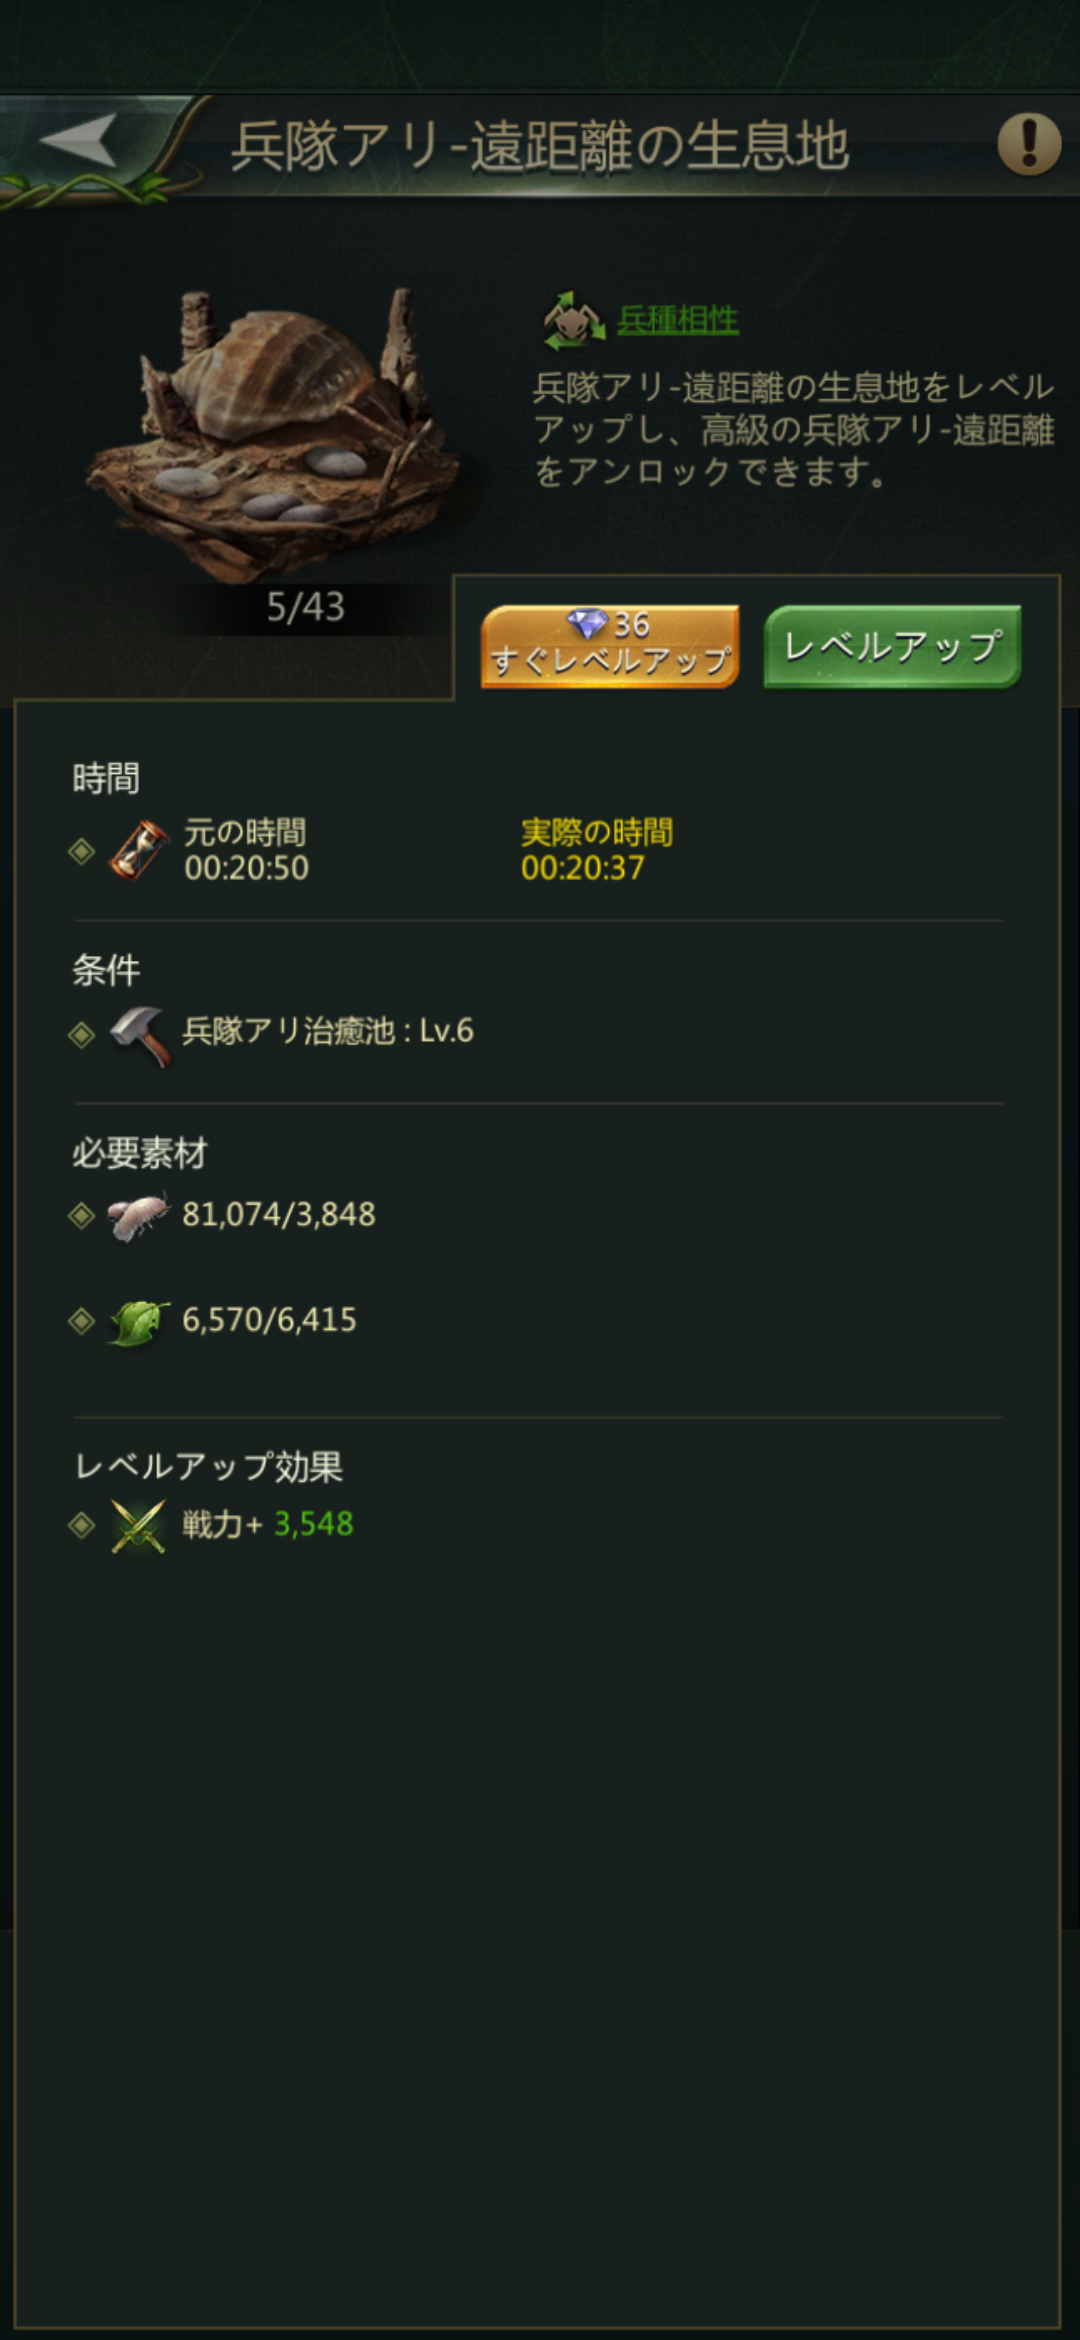 兵隊アリ-遠距離の生息地
兵種相性
兵隊アリ-遠距離の生息地をレベル
アップし、高級の兵隊アリ-遠距離
をアンロックできます。
5/43
36
すぐレベルアップ
レベルアップ
時間
元の時間
00:20:50
実際の時間
00:20:37
条件
兵隊アリ治癒池 : Lv.6
必要素材
81,074/3,848
6,570/6,415
レベルアップ効果
戦力+ 3,548